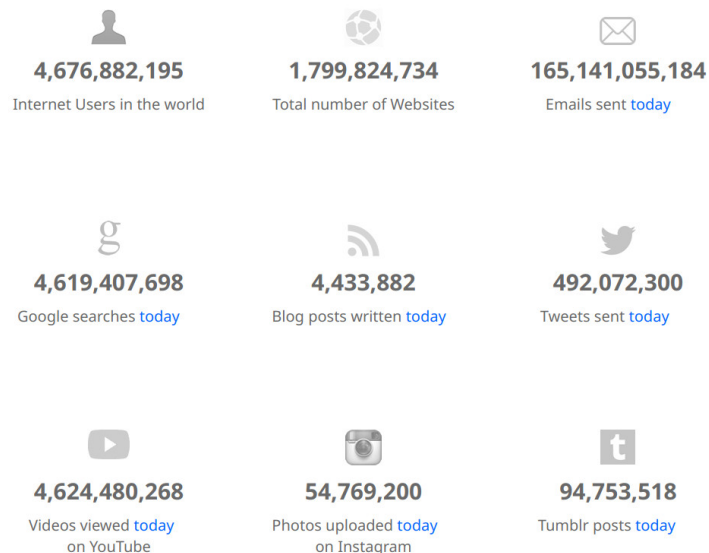 4,676,882,195
Internet Users in the world
1,799,824,734
Total number of Websites
165,141,055,184
Emails sent today
g
4,619,407,698
Google searches today
4,433,882
Blog posts written today
492,072,300
Tweets sent today
4,624,480,268
Videos viewed today
on YouTube
54,769,200
Photos uploaded today
on Instagram
t
94,753,518
Tumblr posts today